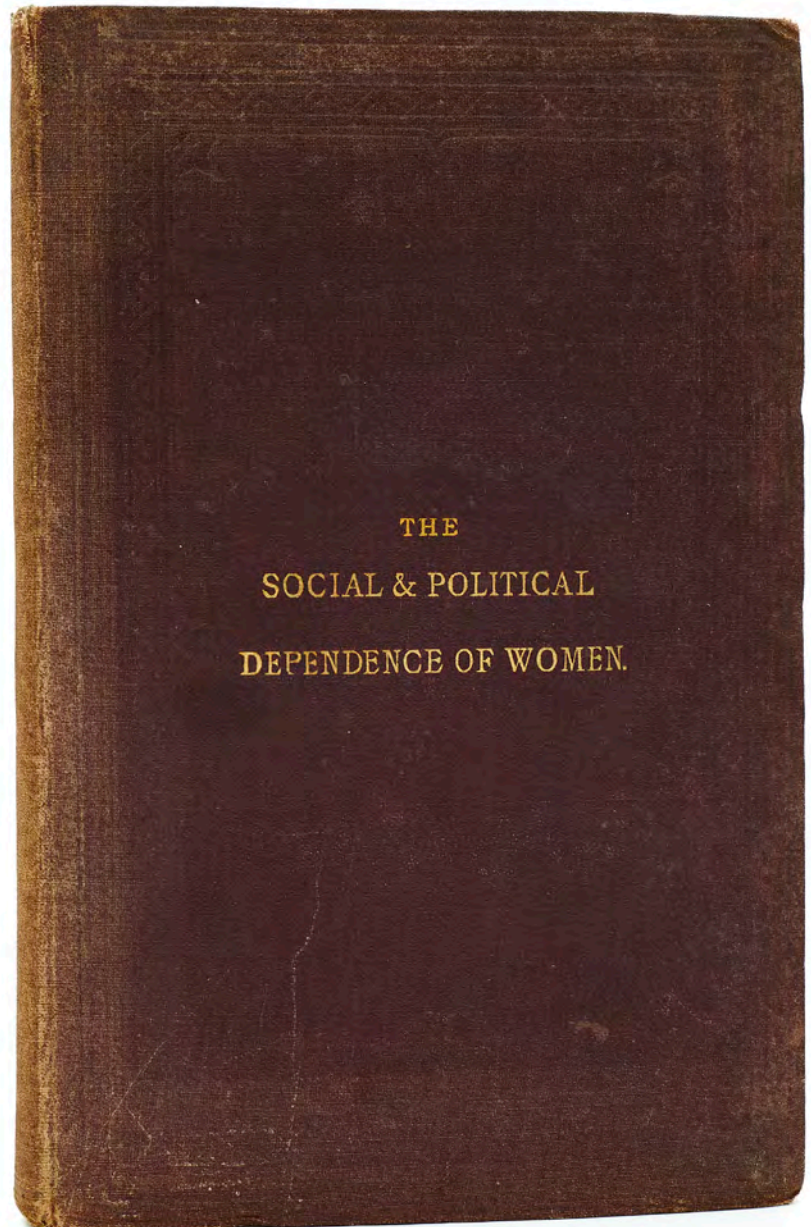 THE
SOCIAL & POLITICAL
DEPENDENCE OF WOMEN.